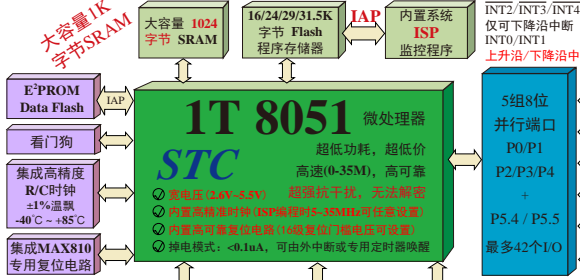 大容量1K
字节SRAM
大容量 1024
字节 SRAM
16/24/29/31.5K
字节 Flash
程序存储器
IAP
内置系统
ISP
监控程序
INT2/INT3/INT4
仅可下降沿中断
INT0/INT1
上升沿/下降沿中
E²PROM
Data Flash
IAP
看门狗
集成高精度
R/C时钟
±1%温飘
-40℃ ~ +85℃
集成MAX810
专用复位电路
1T 8051 微处理器
STC
超低功耗，超低价
高速(0-35M)，高可靠
超强抗干扰，无法解密
宽电压(2.6V~5.5V)
内置高精准时钟(ISP编程时5~35MHz可任意设置)
内置高可靠复位电路(16级复位门槛电压可设置)
掉电模式：<0.1uA，可由外中断或专用定时器唤醒
5组8位
并行端口
P0/P1
P2/P3/P4
+
P5.4 / P5.5
最多42个I/O